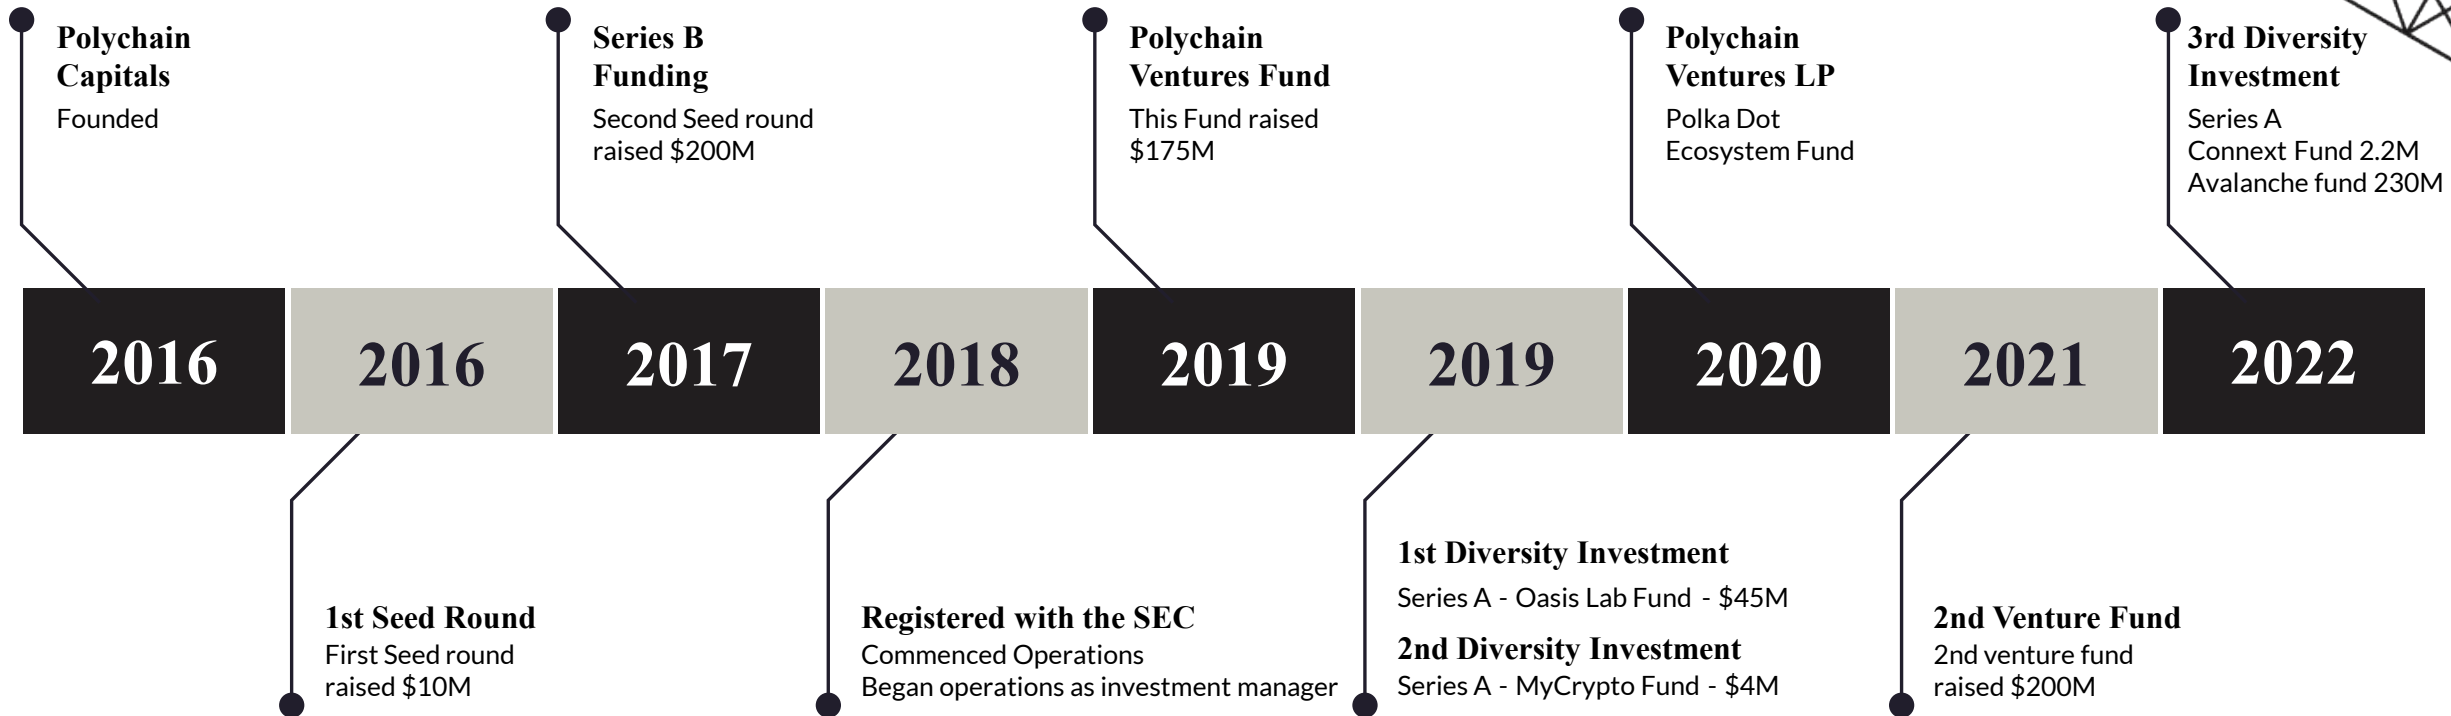 Polychain
Capitals
Founded
Series B
Funding
Second Seed round
raised $200M
Polychain
Ventures Fund
This Fund raised
$175M
Polychain
Ventures LP
Polka Dot
Ecosystem Fund
3rd Diversity
Investment
Series A
Connext Fund 2.2M
Avalanche fund 230M
2016
2016
2017
2018
2019
2019
2020
2021
2022
1st Seed Round
First Seed round
raised $10M
Registered with the SEC
Commenced Operations
Began operations as investment manager
1st Diversity Investment
Series A - Oasis Lab Fund - $45M
2nd Diversity Investment
Series A - MyCrypto Fund - $4M
2nd Venture Fund
2nd venture fund
raised $200M